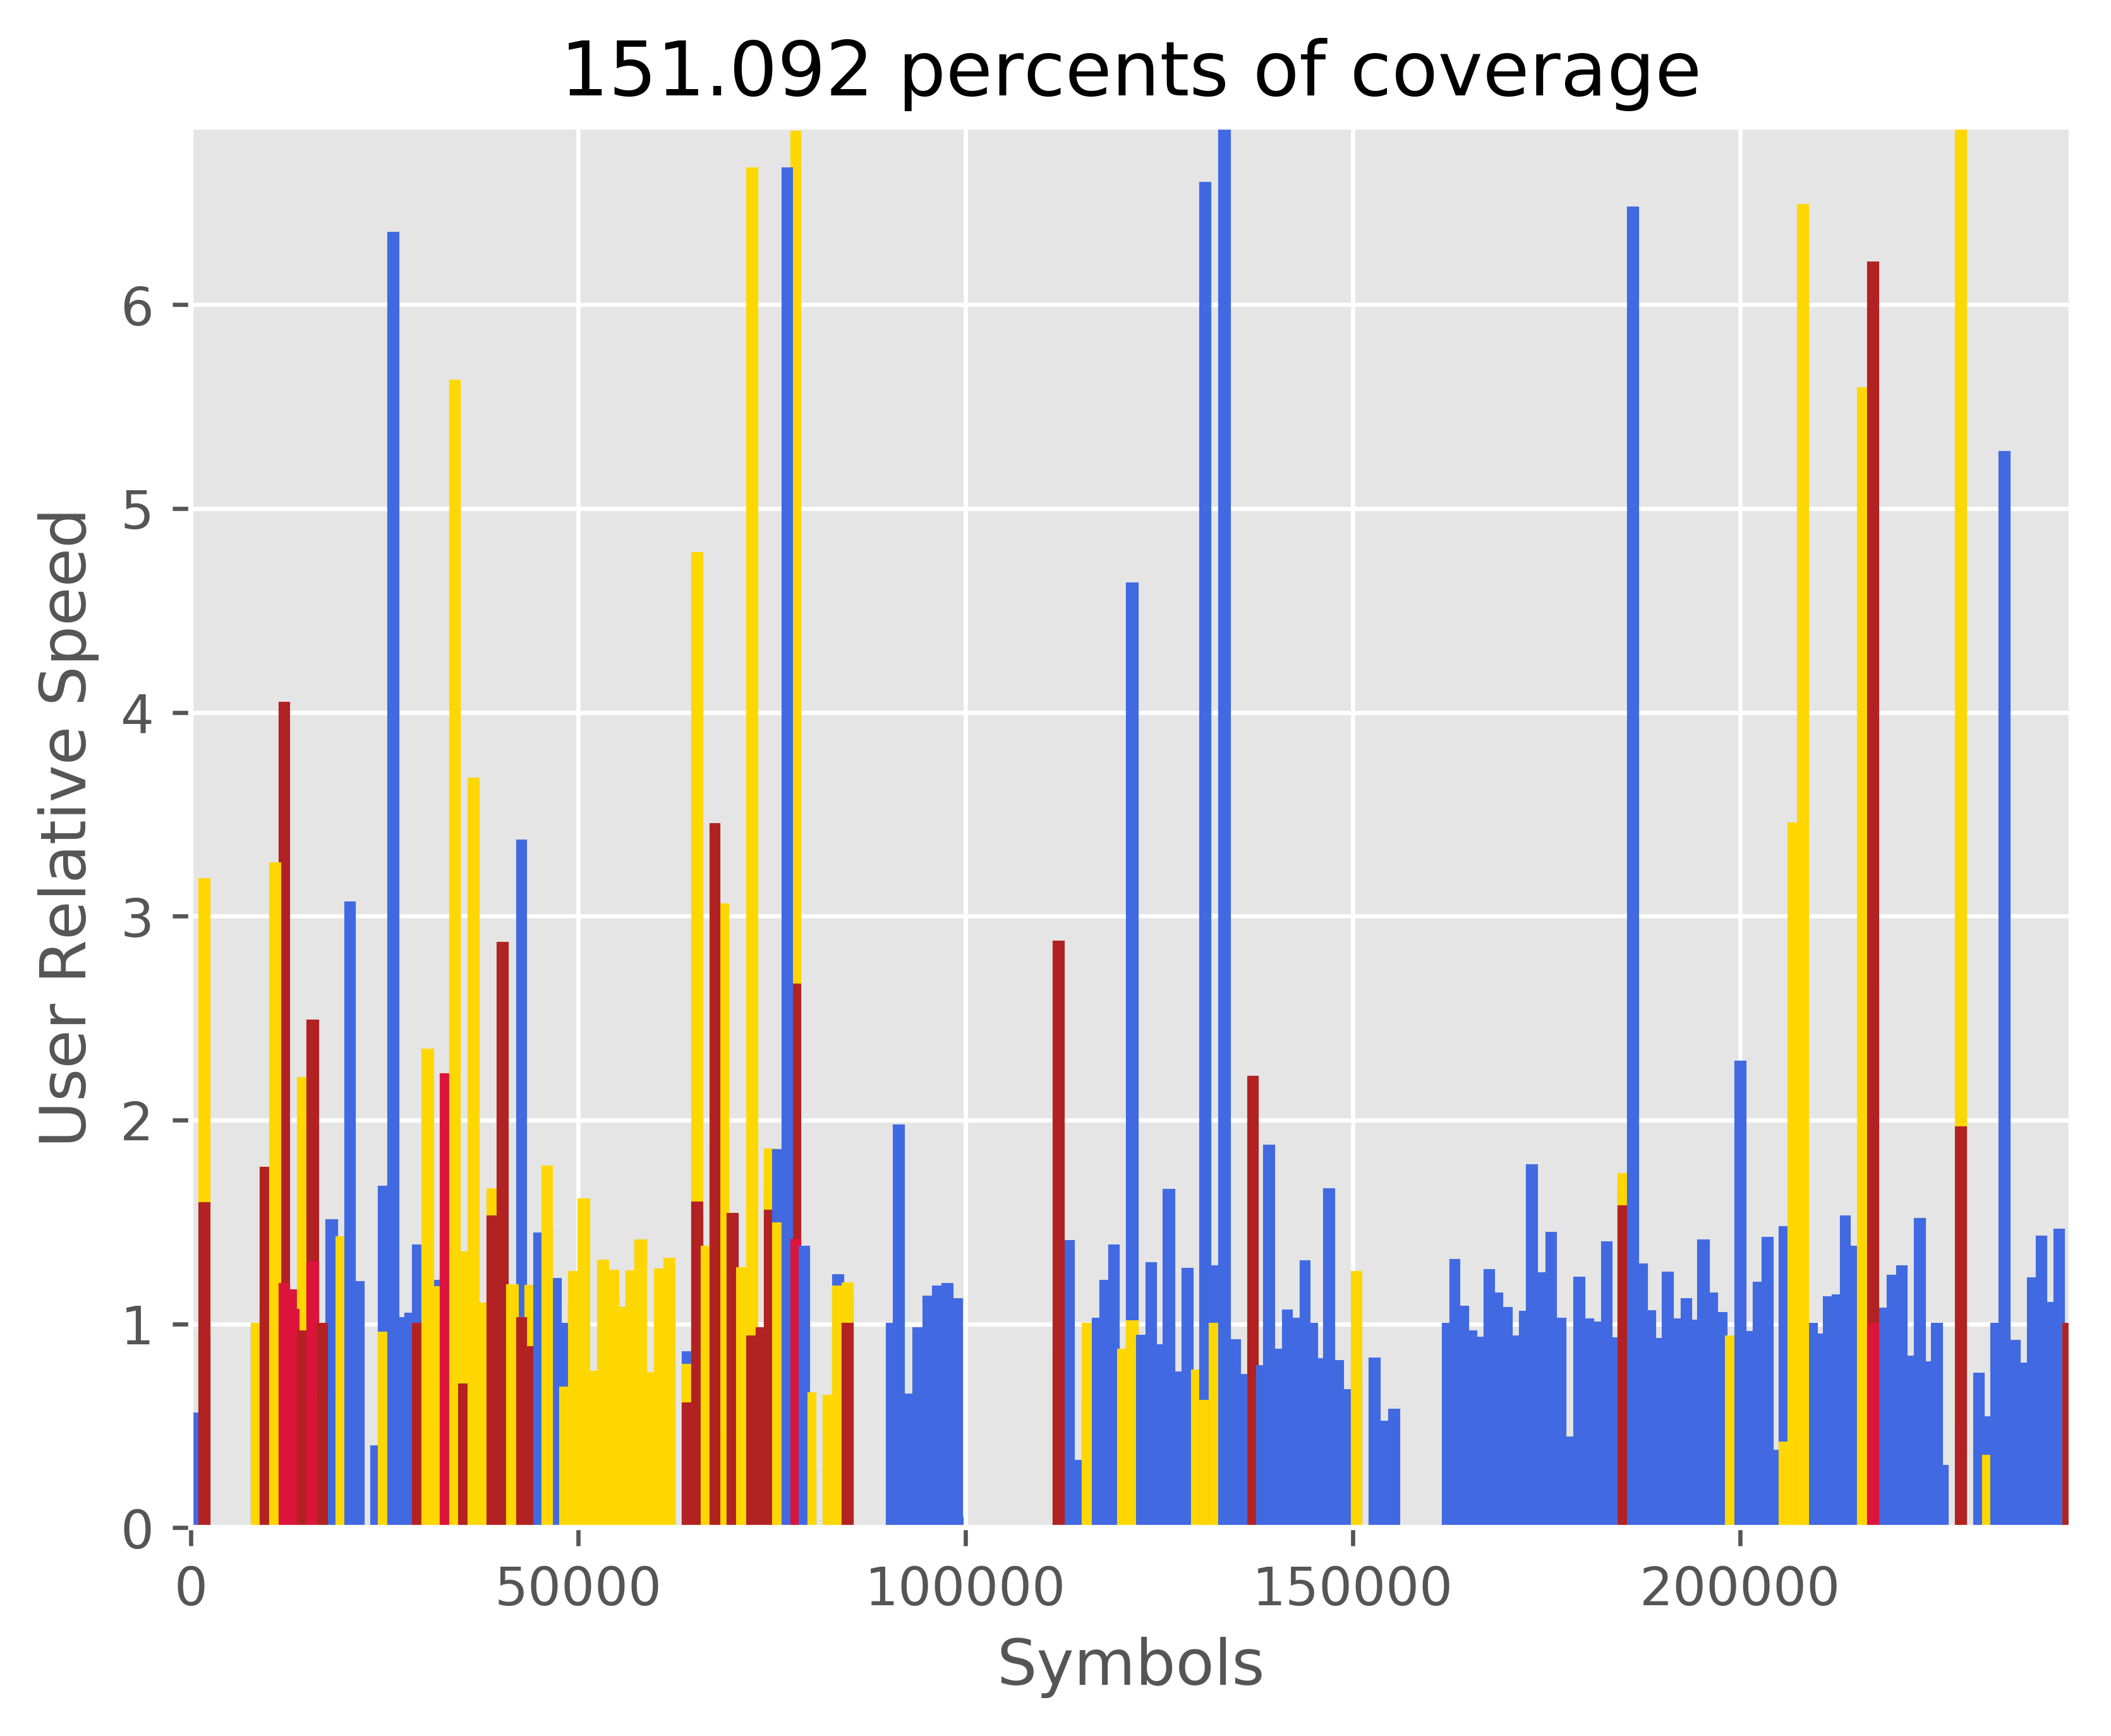 151.092 percents of coverage
User Relative Speed
6
5
4
3
2
1
0
0 50000 100000 150000 200000
Symbols